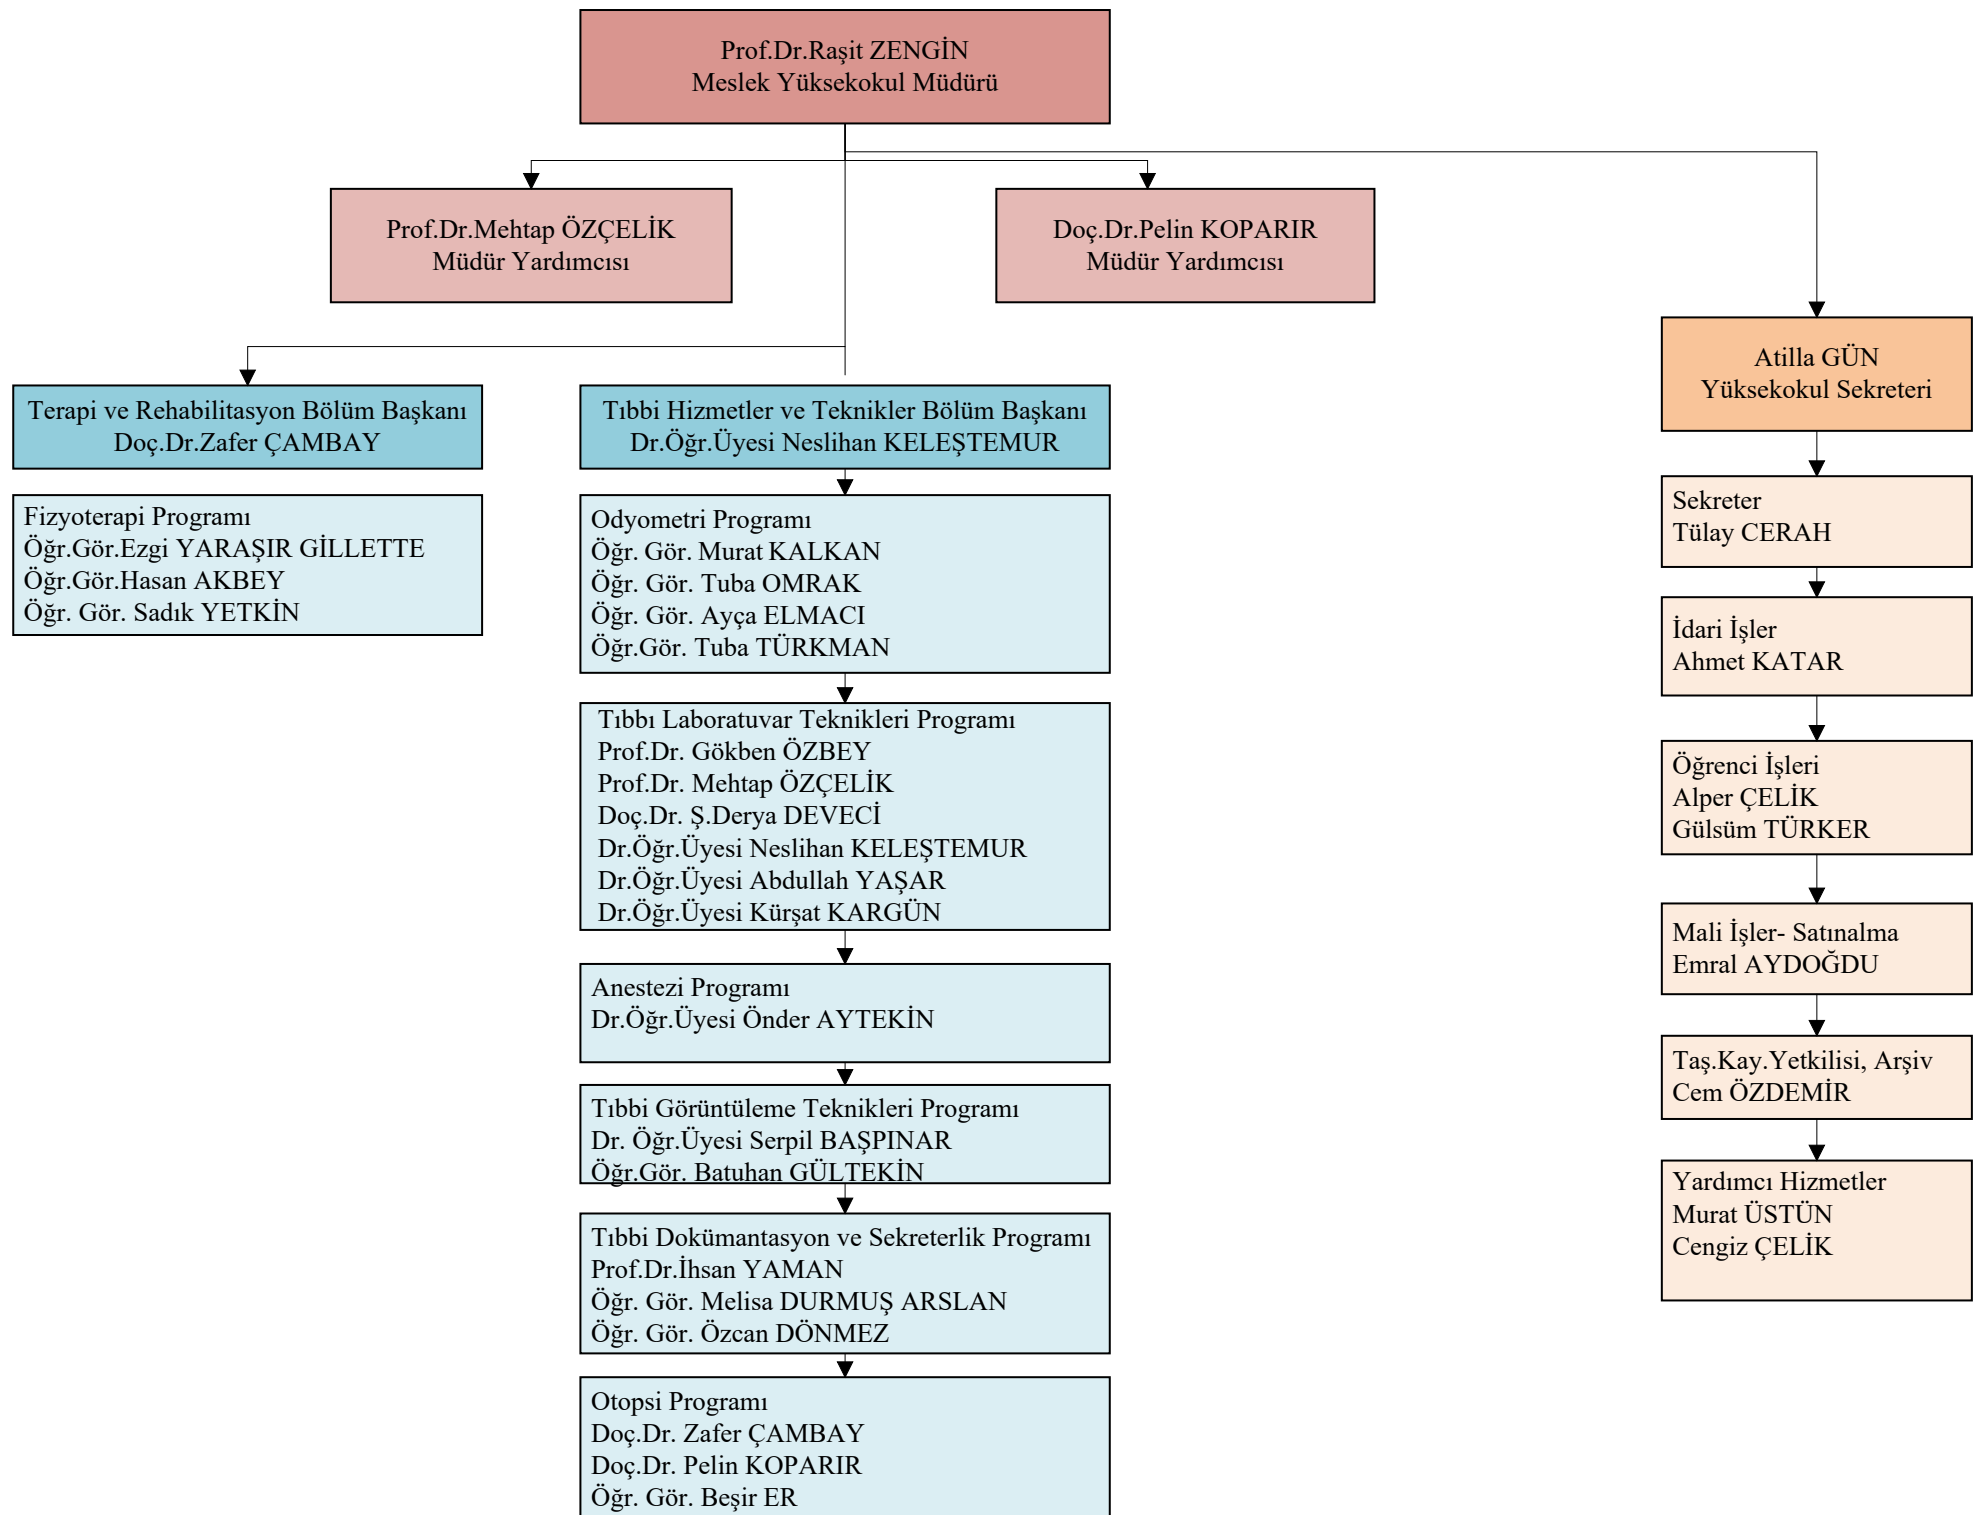 Prof.Dr.Raşit ZENGİN
Meslek Yüksekokul Müdürü
Prof.Dr.Mehtap ÖZÇELİK
Müdür Yardımcısı
Doç.Dr.Pelin KOPARIR
Müdür Yardımcısı
Atilla GÜN
Yüksekokul Sekreteri
Terapi ve Rehabilitasyon Bölüm Başkanı
Doç.Dr.Zafer ÇAMBAY
Fizyoterapi Programı
Öğr.Gör.Ezgi YARAŞIR GİLLETTE
Öğr.Gör.Hasan AKBEY
Öğr. Gör. Sadık YETKİN
Tıbbi Hizmetler ve Teknikler Bölüm Başkanı
Dr.Öğr.Üyesi Neslihan KELEŞTEMUR
Odyometri Programı
Öğr. Gör. Murat KALKAN
Öğr. Gör. Tuba OMRAK
Öğr. Gör. Ayça ELMACI
Öğr.Gör. Tuba TÜRKMAN
Tıbbı Laboratuvar Teknikleri Programı
Prof.Dr. Gökben ÖZBEY
Prof.Dr. Mehtap ÖZÇELİK
Doç.Dr. Ş.Derya DEVECİ
Dr.Öğr.Üyesi Neslihan KELEŞTEMUR
Dr.Öğr.Üyesi Abdullah YAŞAR
Dr.Öğr.Üyesi Kürşat KARGÜN
Anestezi Programı
Dr.Öğr.Üyesi Önder AYTEKİN
Tıbbi Görüntüleme Teknikleri Programı
Dr. Öğr.Üyesi Serpil BAŞPINAR
Öğr.Gör. Batuhan GÜLTEKİN
Tıbbi Dokümantasyon ve Sekreterlik Programı
Prof.Dr.İhsan YAMAN
Öğr. Gör. Melisa DURMUŞ ARSLAN
Öğr. Gör. Özcan DÖNMEZ
Otopsi Programı
Doç.Dr. Zafer ÇAMBAY
Doç.Dr. Pelin KOPARIR
Öğr. Gör. Beşir ER
Sekreter
Tülay CERAH
İdari İşler
Ahmet KATAR
Öğrenci İşleri
Alper ÇELİK
Gülsüm TÜRKER
Mali İşler- Satınalma
Emral AYDOĞDU
Taş.Kay.Yetkilisi, Arşiv
Cem ÖZDEMİR
Yardımcı Hizmetler
Murat ÜSTÜN
Cengiz ÇELİK